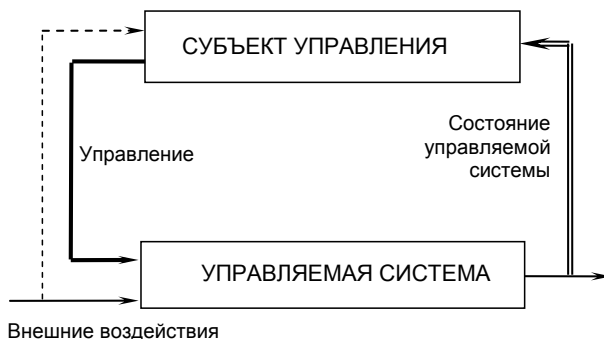 СУБЪЕКТ УПРАВЛЕНИЯ
Управление
Состояние
управляемой
системы
УПРАВЛЯЕМАЯ СИСТЕМА
Внешние воздействия